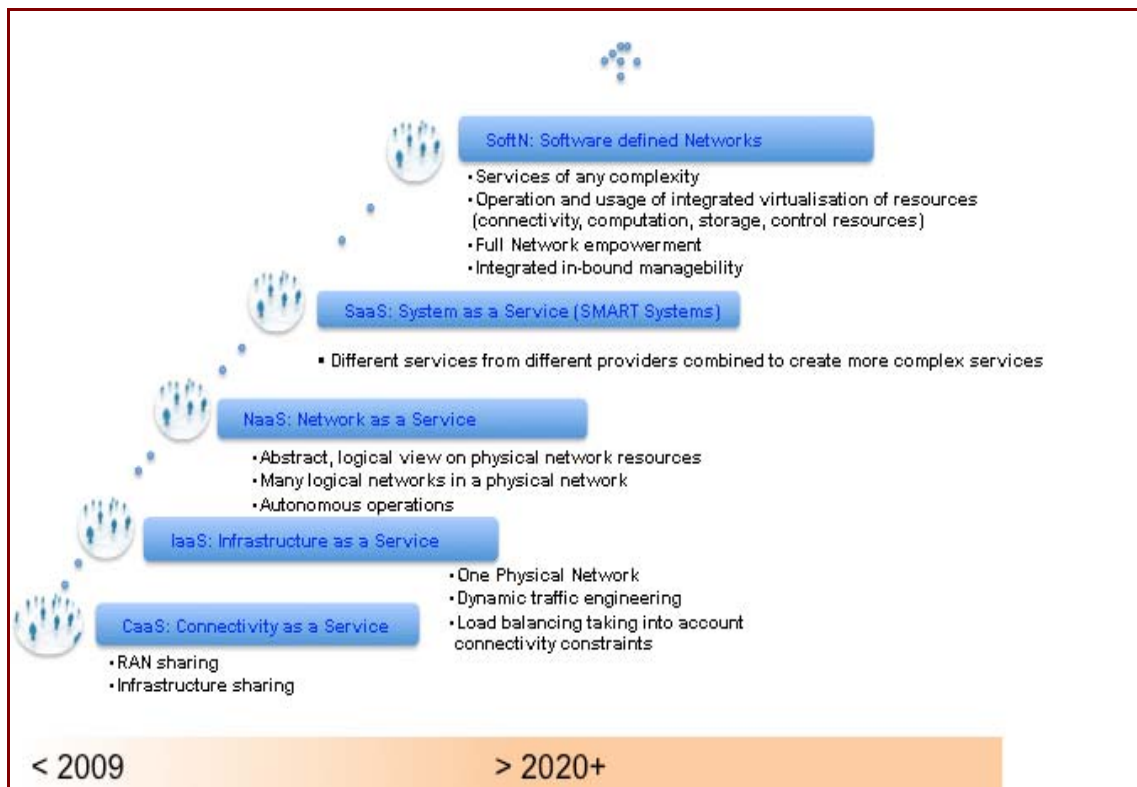 SoftN: Software defined Networks
• Services of any complexity
• Operation and usage of integrated virtualisation of resources
(connectivity, computation, storage, control resources)
• Full Network empowerment
• Integrated in-bound managebility
SaaS: System as a Service (SMART Systems)
▪ Different services from different providers combined to create more complex services
NaaS: Network as a Service
• Abstract, logical view on physical network resources
• Many logical networks in a physical network
• Autonomous operations
IaaS: Infrastructure as a Service
• One Physical Network
• Dynamic traffic engineering
• Load balancing taking into account
connectivity constraints
CaaS: Connectivity as a Service
• RAN sharing
• Infrastructure sharing
< 2009 > 2020+